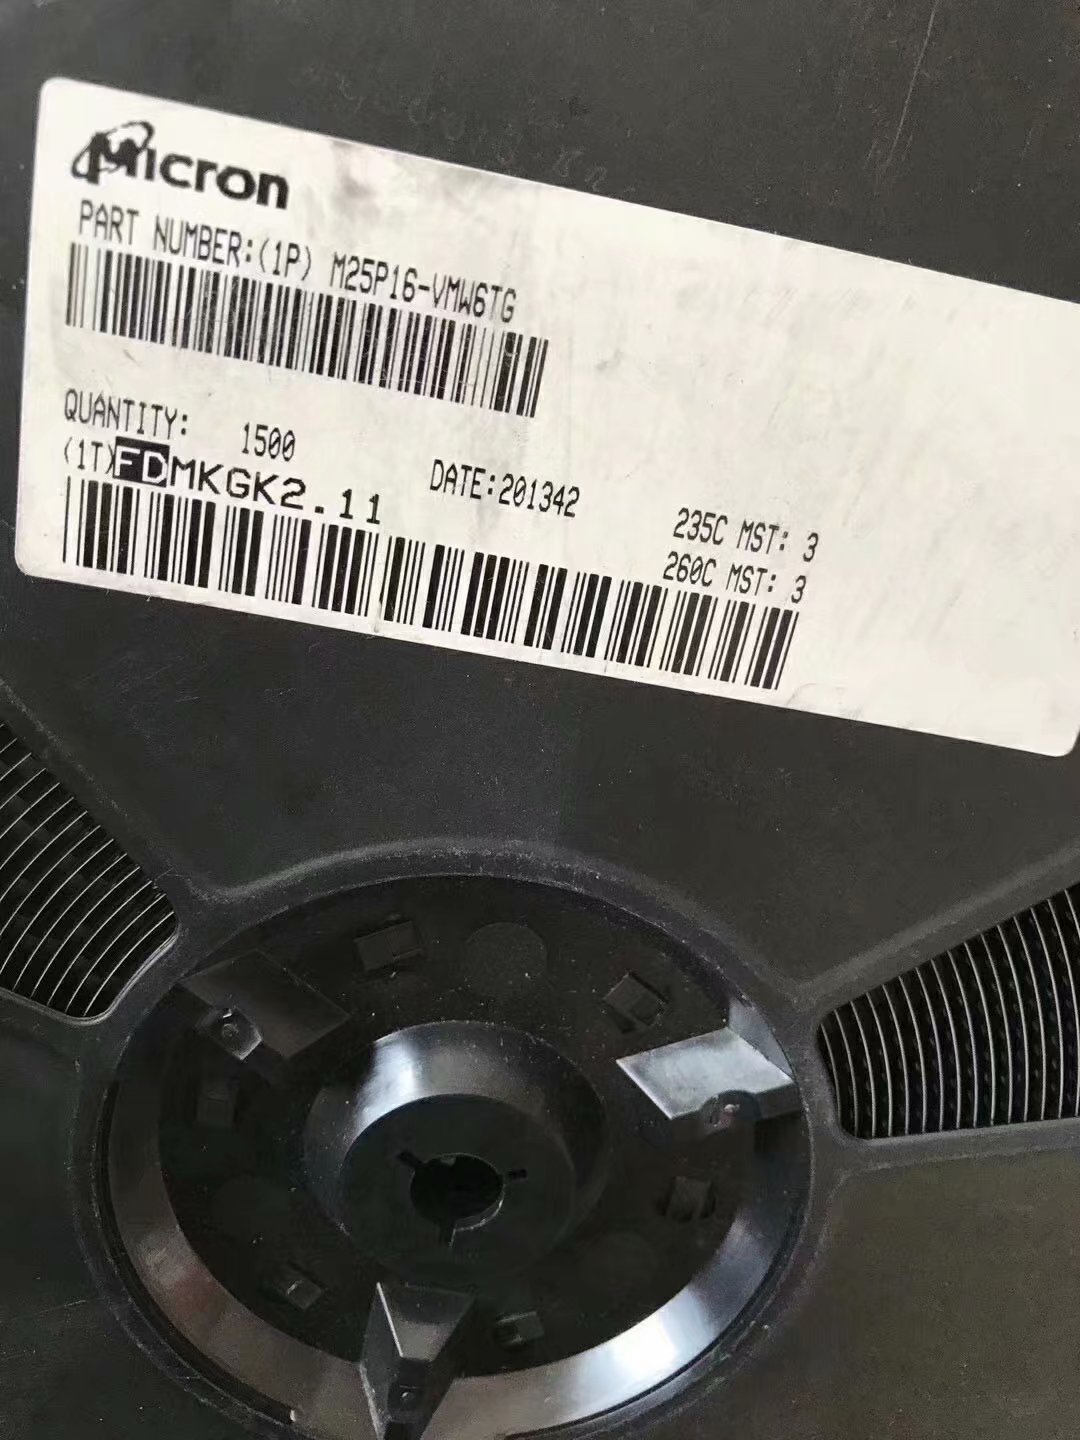 Micron
PART NUMBER:(1P) M25P16-VMW6TG
QUANTITY: 1500
(1T)FDMKGK2.11
DATE:201342
235C MST: 3
260C MST: 3